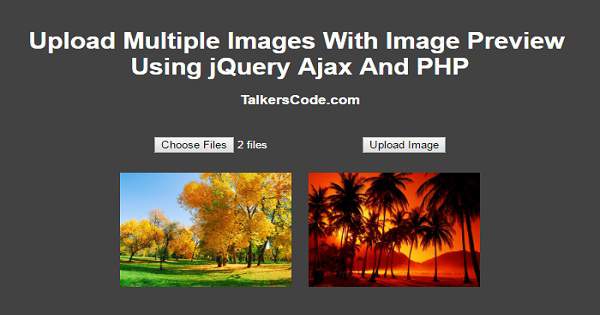 Upload Multiple Images With Image Preview
Using jQuery Ajax And PHP
TalkersCode.com
Choose Files 2 files
Upload Image